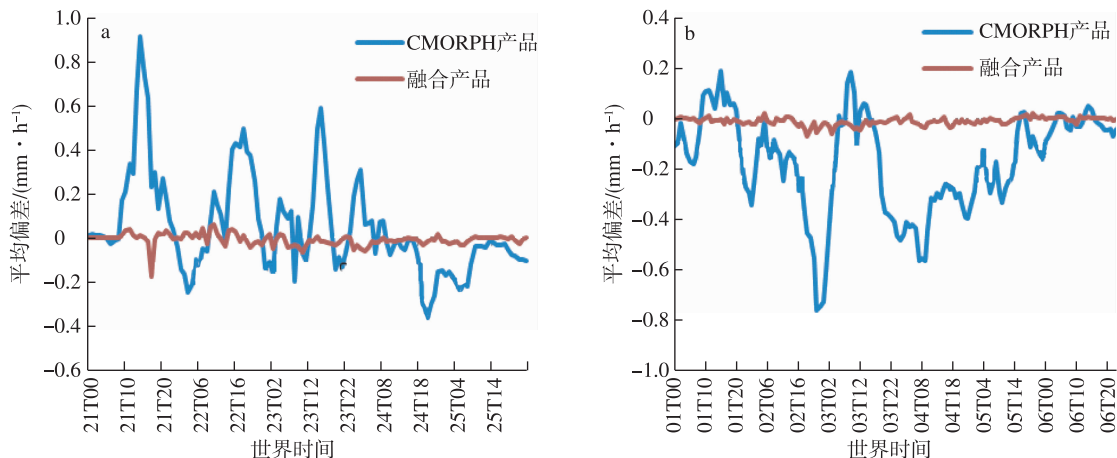 a
CMORPH产品
融合产品
平均偏差/(mm·h⁻¹)
1.0
0.8
0.6
0.4
0.2
0
−0.2
−0.4
−0.6
21T00
21T10
21T20
22T06
22T16
23T02
23T12
23T22
24T08
24T18
25T04
25T14
世界时间
b
CMORPH产品
融合产品
平均偏差/(mm·h⁻¹)
0.4
0.2
0
−0.2
−0.4
−0.6
−0.8
−1.0
01T00
01T10
01T20
02T06
02T16
03T02
03T12
03T22
04T08
04T18
05T04
05T14
06T00
06T10
06T20
世界时间